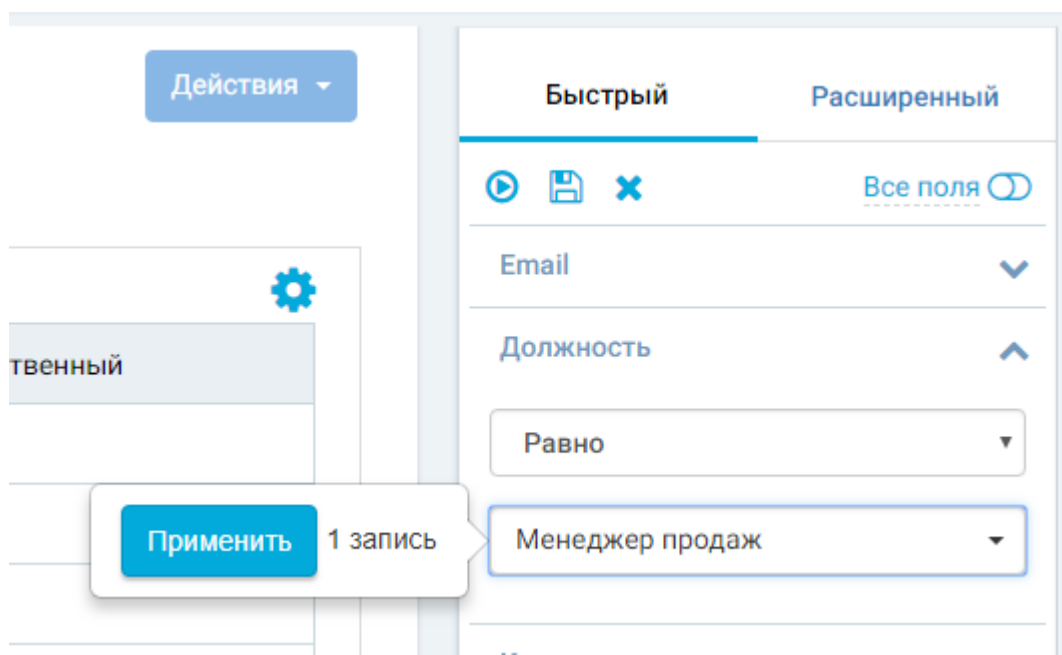 Действия
Быстрый
Расширенный
Все поля
Email
Должность
твенный
Равно
Применить 1 запись
Менеджер продаж